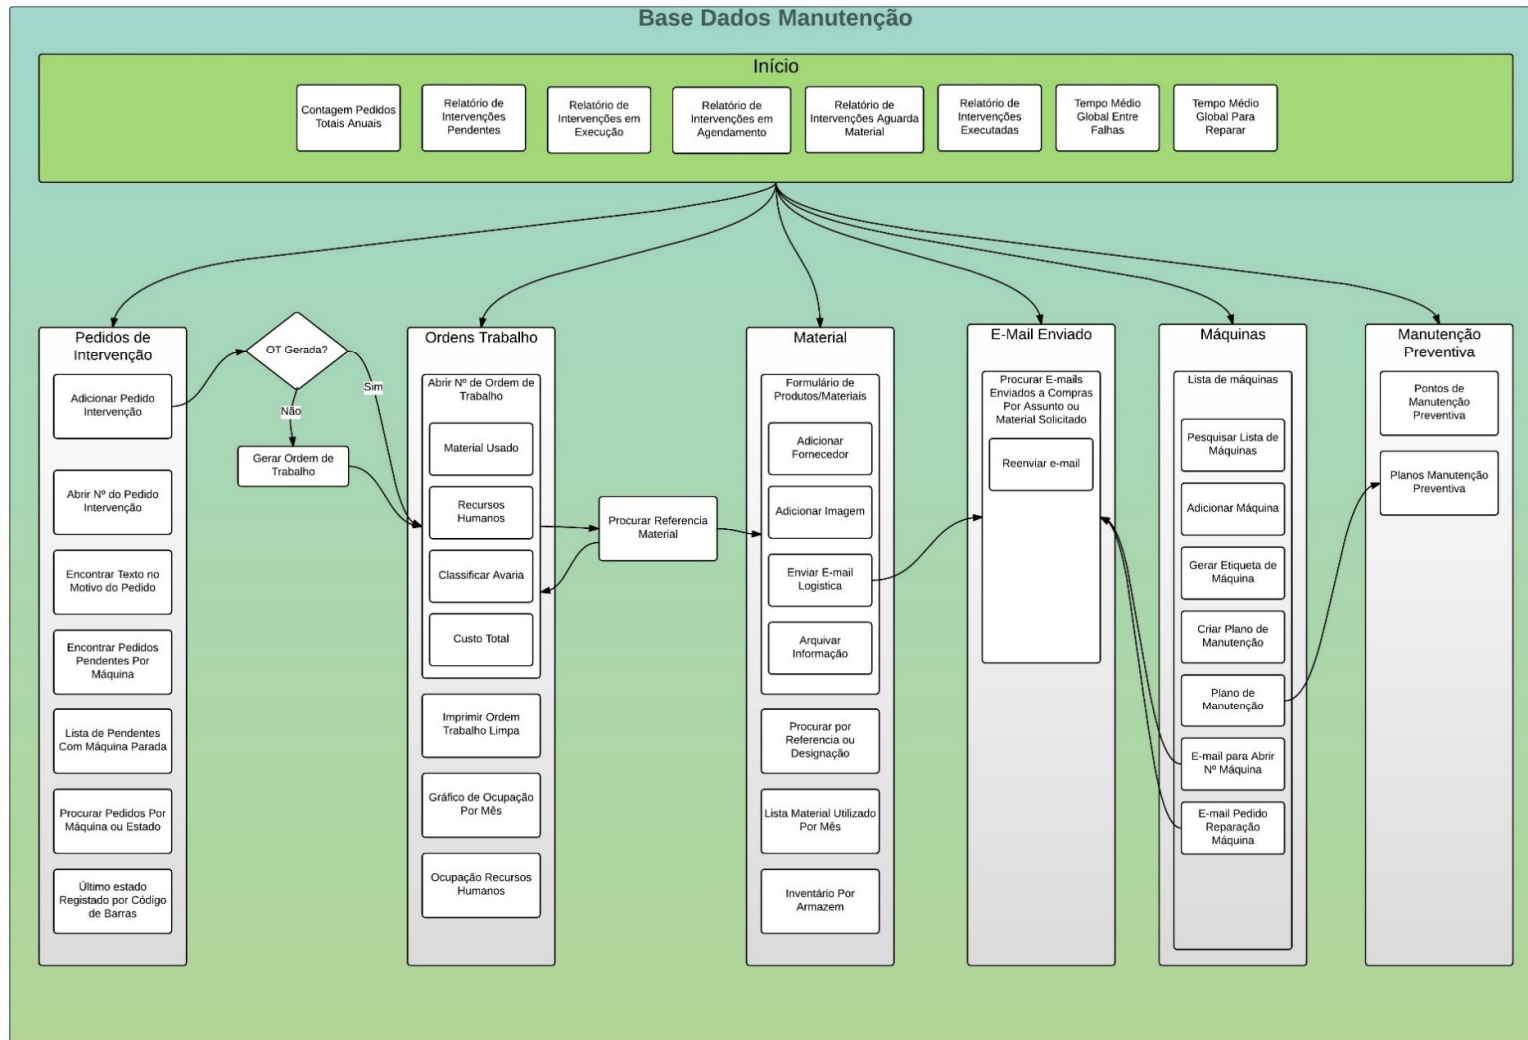 Base Dados Manutenção
Início
Contagem Pedidos
Totais Anuais
Relatório de
Intervenções
Pendentes
Relatório de
Intervenções em
Execução
Relatório de
Intervenções em
Agendamento
Relatório de
Intervenções Aguarda
Material
Relatório de
Intervenções
Executadas
Tempo Médio
Global Entre
Falhas
Tempo Médio
Global Para
Reparar
Pedidos de
Intervenção
Adicionar Pedido
Intervenção
Abrir Nº do Pedido
Intervenção
Encontrar Texto no
Motivo do Pedido
Encontrar Pedidos
Pendentes Por
Máquina
Lista de Pendentes
Com Máquina Parada
Procurar Pedidos Por
Máquina ou Estado
Último estado
Registado por Código
de Barras
OT Gerada?
Sim
Não
Gerar Ordem de
Trabalho
Ordens Trabalho
Abrir Nº de Ordem de
Trabalho
Material Usado
Recursos
Humanos
Classificar Avaria
Custo Total
Imprimir Ordem
Trabalho Limpa
Gráfico de Ocupação
Por Mês
Ocupação Recursos
Humanos
Procurar Referencia
Material
Material
Formulário de
Produtos/Materiais
Adicionar
Fornecedor
Adicionar Imagem
Enviar E-mail
Logistica
Arquivar
Informação
Procurar por
Referencia ou
Designação
Lista Material Utilizado
Por Mês
Inventário Por
Armazem
E-Mail Enviado
Procurar E-mails
Enviados a Compras
Por Assunto ou
Material Solicitado
Reenviar e-mail
Máquinas
Lista de máquinas
Pesquisar Lista de
Máquinas
Adicionar Máquina
Gerar Etiqueta de
Máquina
Criar Plano de
Manutenção
Plano de
Manutenção
E-mail para Abrir
Nº Máquina
E-mail Pedido
Reparação
Máquina
Manutenção
Preventiva
Pontos de
Manutenção
Preventiva
Planos Manutenção
Preventiva